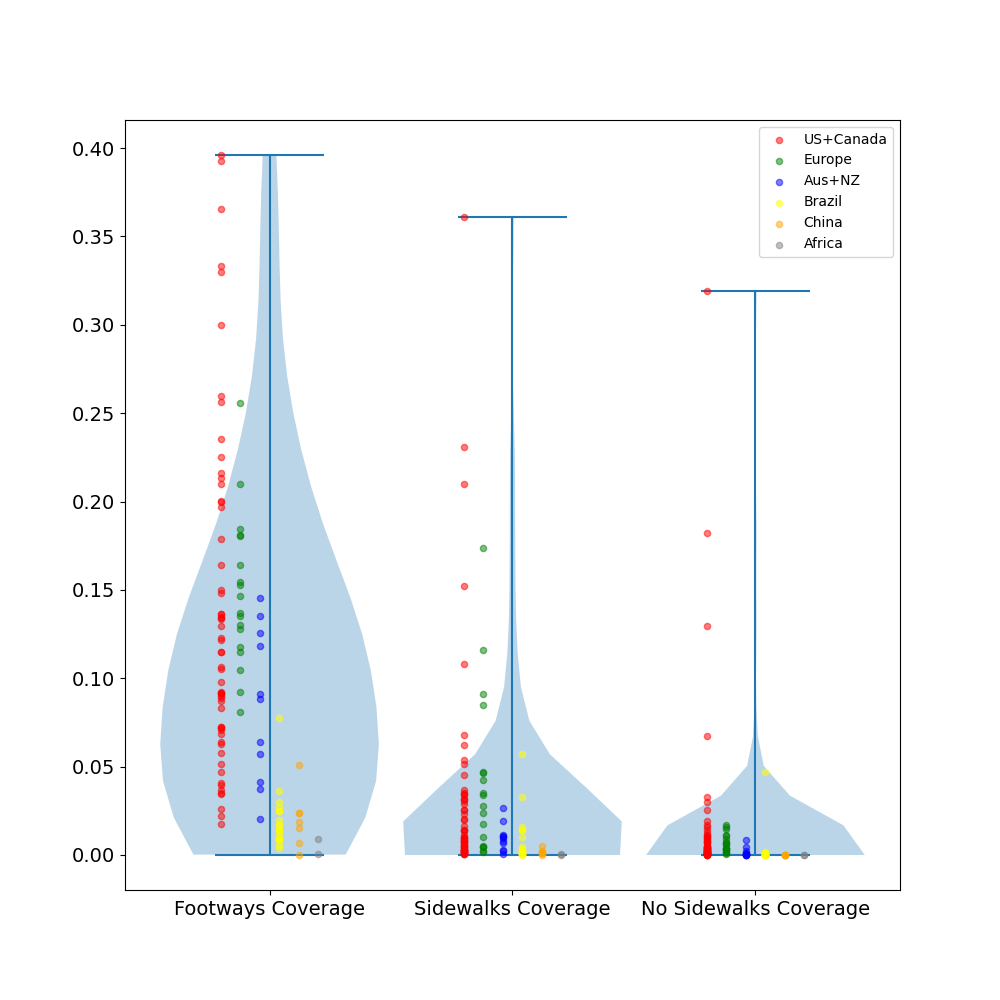 0.40
0.35
0.30
0.25
0.20
0.15
0.10
0.05
0.00
US+Canada
Europe
Aus+NZ
Brazil
China
Africa
Footways Coverage Sidewalks Coverage No Sidewalks Coverage